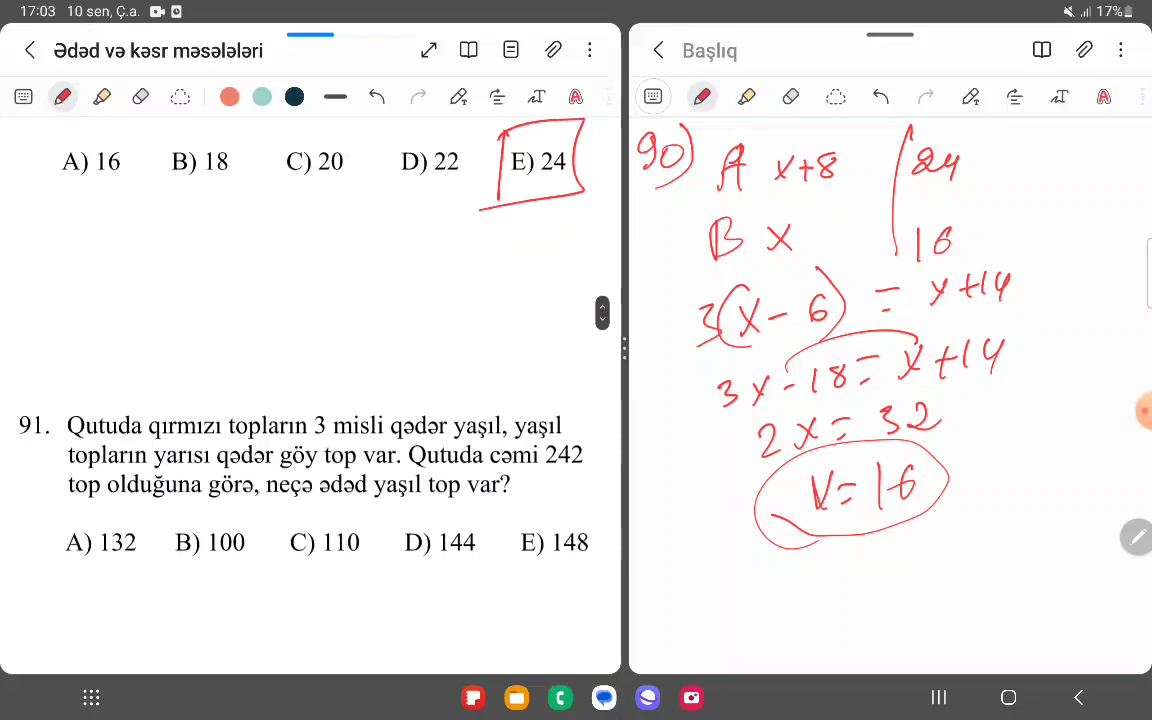 17:03 10 sen, Ç.a. 17%
Ədəd və kəsr məsələləri
A) 16 B) 18 C) 20 D) 22 E) 24
91. Qutuda qırmızı topların 3 misli qədər yaşıl, yaşıl
topların yarısı qədər göy top var. Qutuda cəmi 242
top olduğuna görə, neçə ədəd yaşıl top var?
A) 132 B) 100 C) 110 D) 144 E) 148
Başlıq
90) A x+8 24
B x 16
3(x-6) = x+14
3x-18= x+14
2x= 32
x= 16